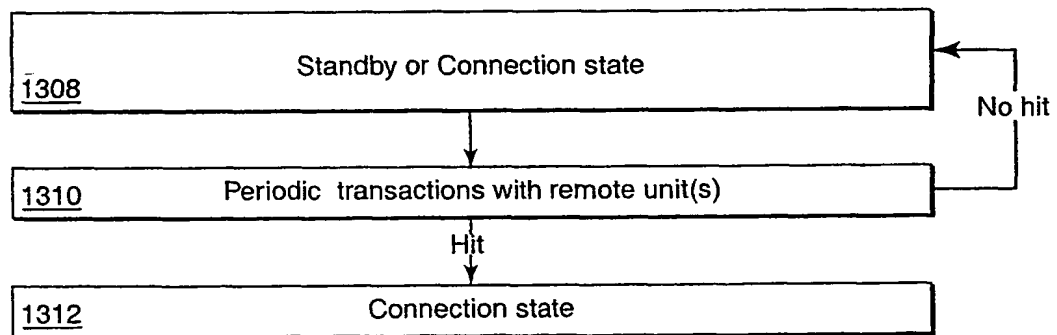 Standby or Connection state
1308
No hit
1310
Periodic transactions with remote unit(s)
Hit
1312
Connection state